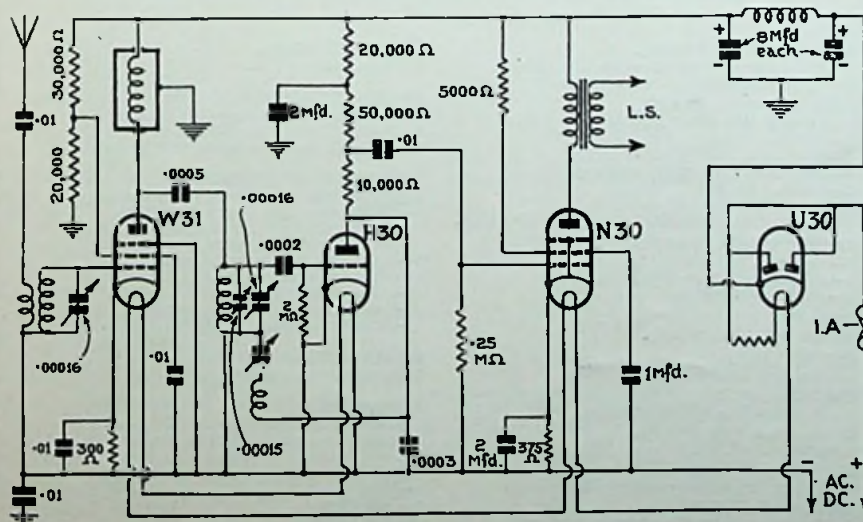 30,000 Ω
20,000
.01
.0005
W31
.00016
.01
300 Ω
.01
.01
.00016
.0002
2 MΩ
.00015
20,000 Ω
2 Mfd.
50,000 Ω
.01
10,000 Ω
H30
.0003
.25 MΩ
5000 Ω
L.S.
N30
1 Mfd.
2 Mfd.
375 Ω
+
8 Mfd each
+
-
-
U30
1.A
-
+
AC.
DC.